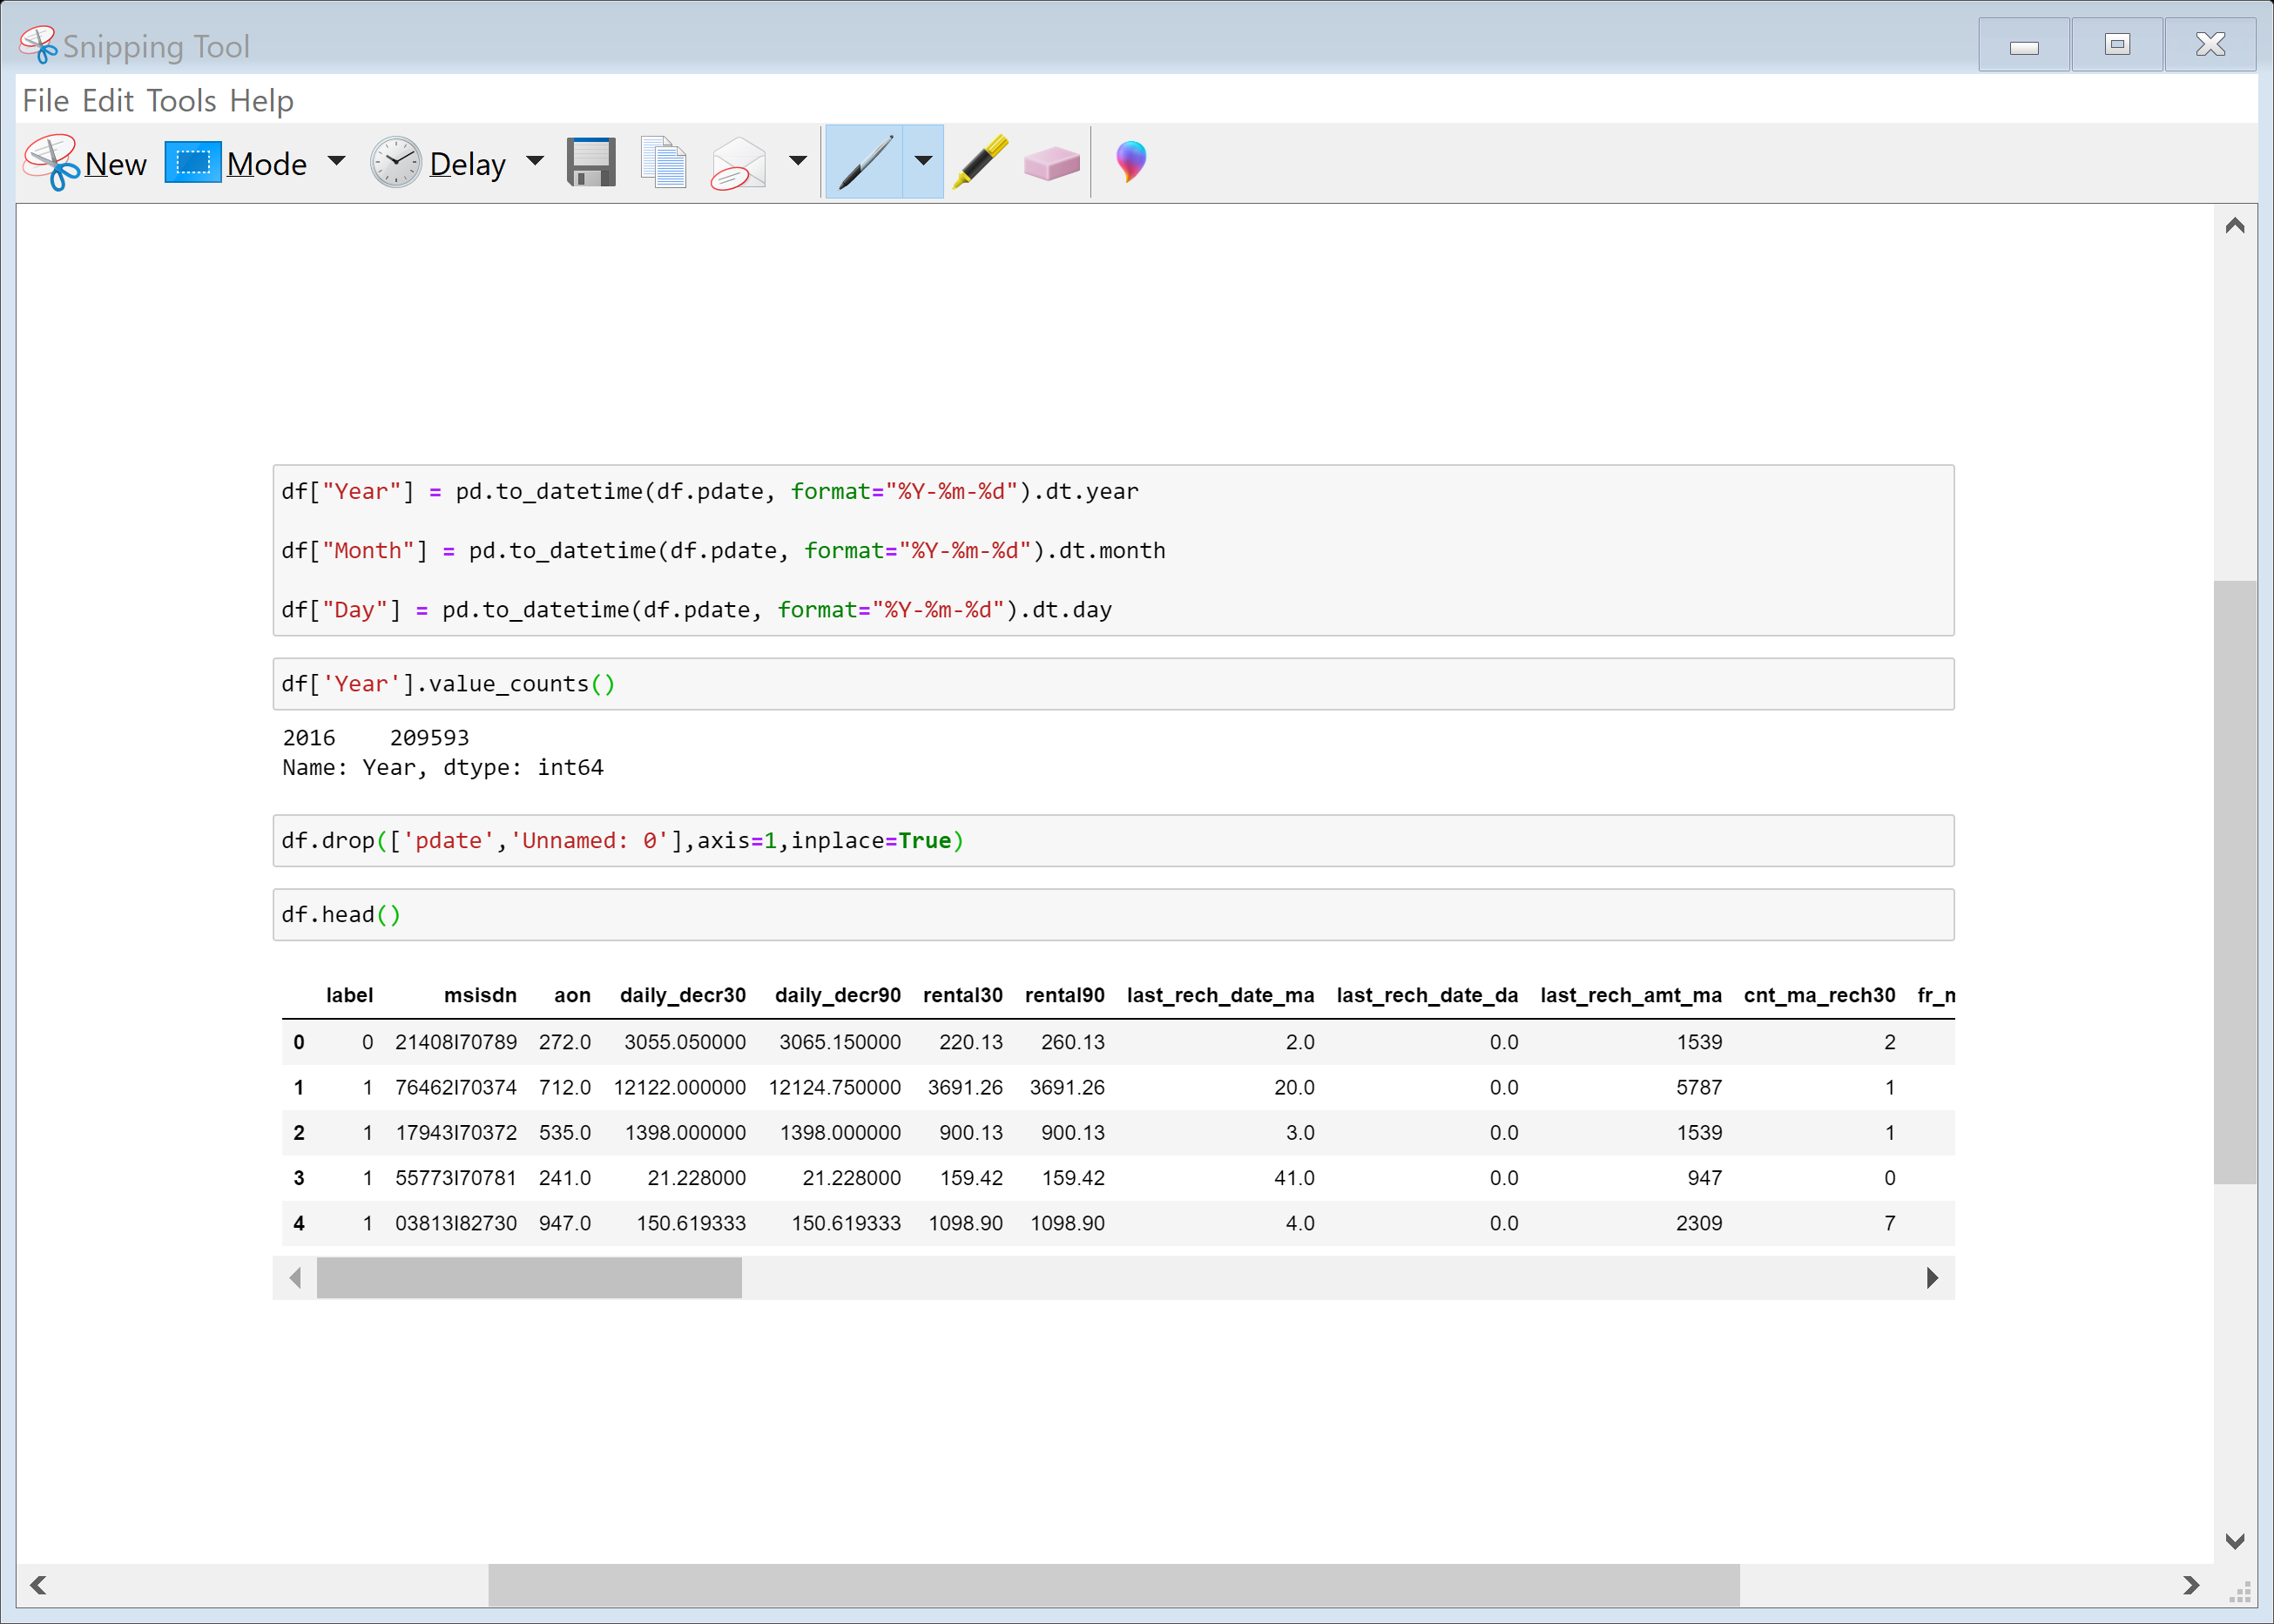 Snipping Tool
File Edit Tools Help
New Mode Delay
df["Year"] = pd.to_datetime(df.pdate, format="%Y-%m-%d").dt.year
df["Month"] = pd.to_datetime(df.pdate, format="%Y-%m-%d").dt.month
df["Day"] = pd.to_datetime(df.pdate, format="%Y-%m-%d").dt.day
df['Year'].value_counts()
2016 209593
Name: Year, dtype: int64
df.drop(['pdate','Unnamed: 0'],axis=1,inplace=True)
df.head()
label msisdn aon daily_decr30 daily_decr90 rental30 rental90 last_rech_date_ma last_rech_date_da last_rech_amt_ma cnt_ma_rech30
0 0 21408I70789 272.0 3055.050000 3065.150000 220.13 260.13 2.0 0.0 1539 2
1 1 76462I70374 712.0 12122.000000 12124.750000 3691.26 3691.26 20.0 0.0 5787 1
2 1 17943I70372 535.0 1398.000000 1398.000000 900.13 900.13 3.0 0.0 1539 1
3 1 55773I70781 241.0 21.228000 21.228000 159.42 159.42 41.0 0.0 947 0
4 1 03813I82730 947.0 150.619333 150.619333 1098.90 1098.90 4.0 0.0 2309 7